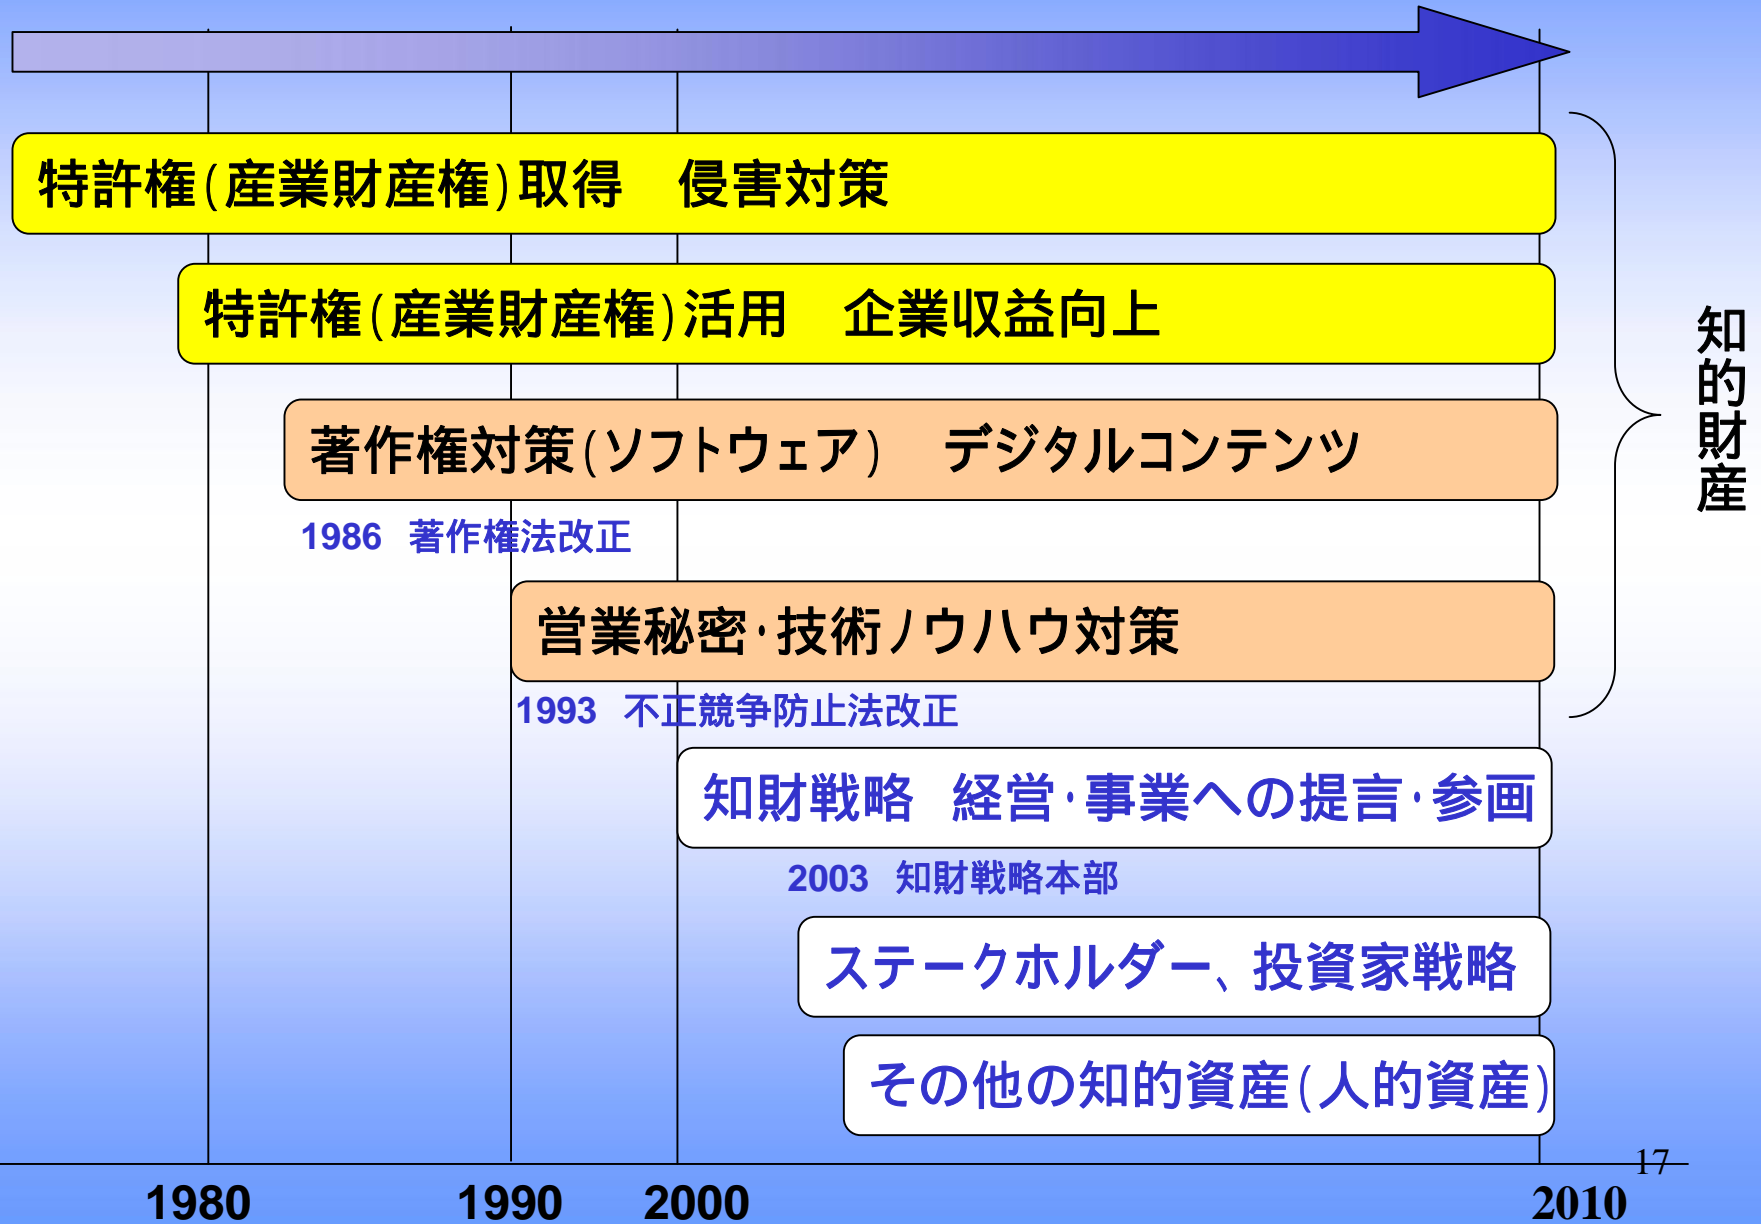 特許権(産業財産権)取得　侵害対策
特許権(産業財産権)活用　企業収益向上
著作権対策(ソフトウェア)　デジタルコンテンツ
1986 著作権法改正
営業秘密･技術ノウハウ対策
1993 不正競争防止法改正
知財戦略　経営･事業への提言･参画
2003 知財戦略本部
ステークホルダー、投資家戦略
その他の知的資産(人的資産)
知的財産
17
1980 1990 2000 2010